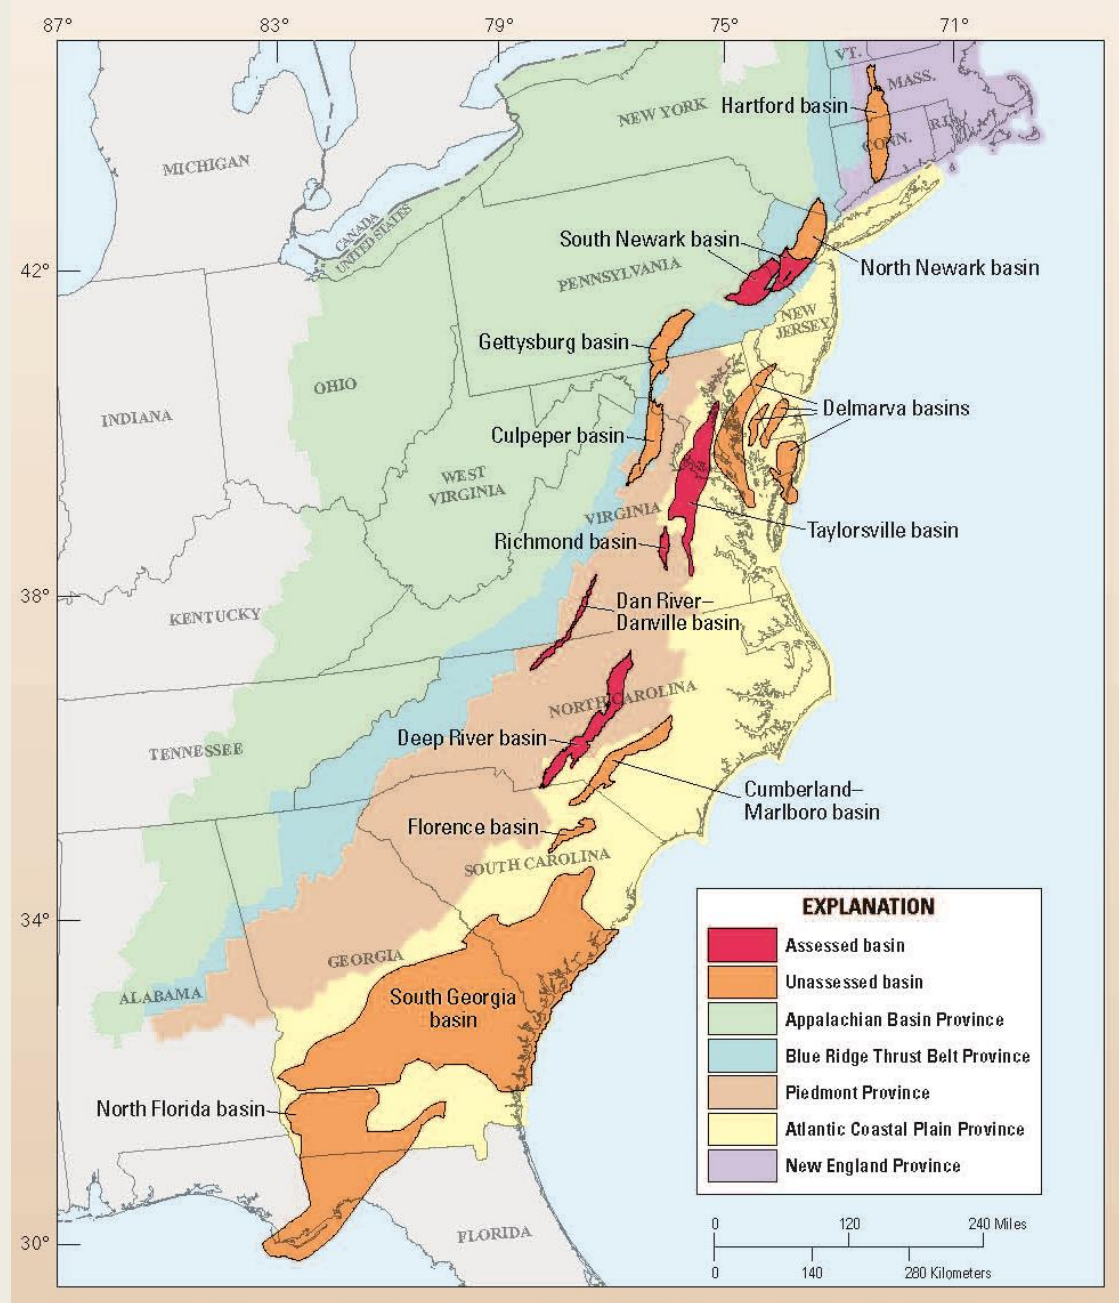 87°
83°
79°
75°
71°
VT.
MASS.
Hartford basin
NEW YORK
CONN.
R.I.
MICHIGAN
CANADA
UNITED STATES
South Newark basin
North Newark basin
42°
PENNSYLVANIA
NEW
JERSEY
Gettysburg basin
OHIO
INDIANA
Delmarva basins
Culpeper basin
WEST
VIRGINIA
VIRGINIA
Taylorsville basin
Richmond basin
38°
KENTUCKY
Dan River–
Danville basin
NORTH CAROLINA
Deep River basin
TENNESSEE
Cumberland–
Marlboro basin
Florence basin
SOUTH CAROLINA
34°
GEORGIA
ALABAMA
South Georgia
basin
North Florida basin
FLORIDA
30°
EXPLANATION
Assessed basin
Unassessed basin
Appalachian Basin Province
Blue Ridge Thrust Belt Province
Piedmont Province
Atlantic Coastal Plain Province
New England Province
0 120 240 Miles
0 140 280 Kilometers